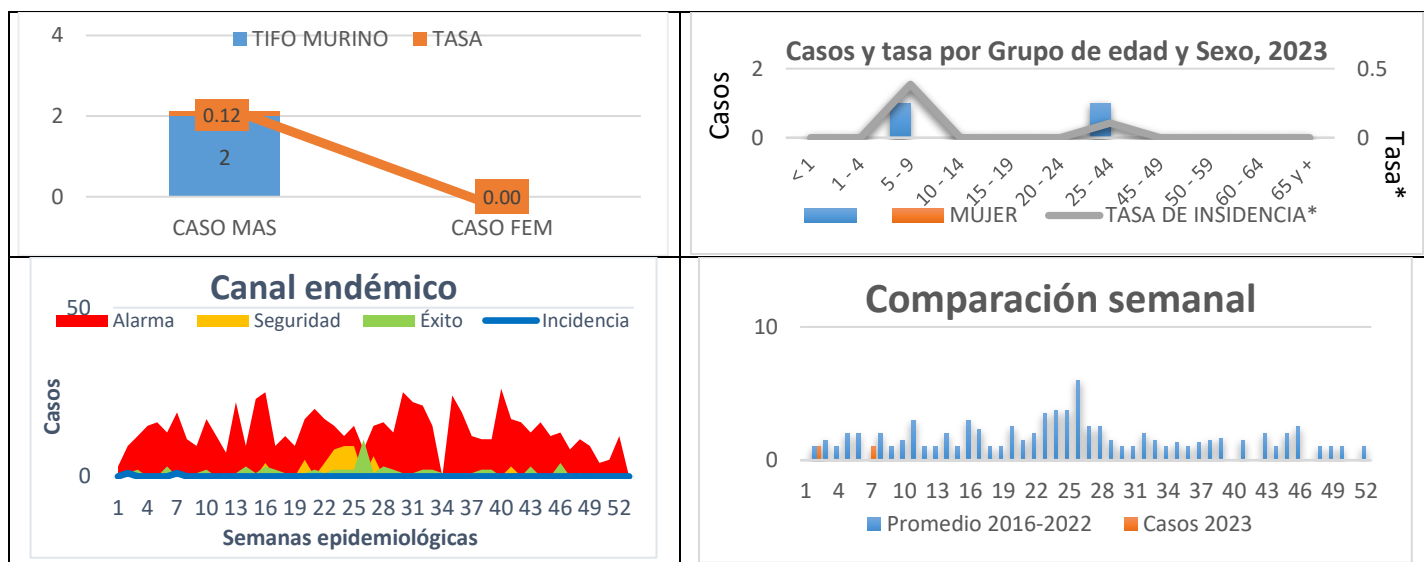 4
TIFO MURINO TASA
2
0.12
2
0.00
0
CASO MAS CASO FEM
Casos y tasa por Grupo de edad y Sexo, 2023
Casos
2
0
0.5
0
Tasa*
< 1 1 - 4 5 - 9 10 - 14 15 - 19 20 - 24 25 - 44 45 - 49 50 - 59 60 - 64 65 y +
MUJER TASA DE INSIDENCIA*
Canal endémico
50
Alarma Seguridad Éxito Incidencia
Casos
0
1 4 7 10 13 16 19 22 25 28 31 34 37 40 43 46 49 52
Semanas epidemiológicas
Comparación semanal
10
0
1 4 7 10 13 16 19 22 25 28 31 34 37 40 43 46 49 52
Promedio 2016-2022 Casos 2023